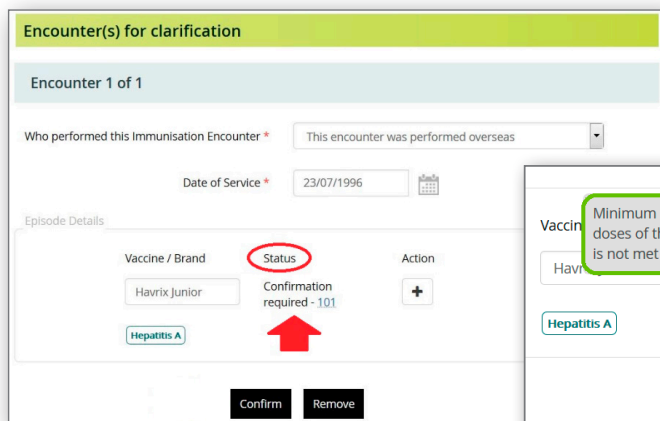 Encounter(s) for clarification
Encounter 1 of 1
Who performed this Immunisation Encounter * This encounter was performed overseas
Date of Service * 23/07/1996
Episode Details
Vaccine / Brand Status Action
Havrix Junior Confirmation required - 101 +
Hepatitis A
Confirm Remove
Minimum
doses of
is not met
Vaccin
Havr
Hepatitis A